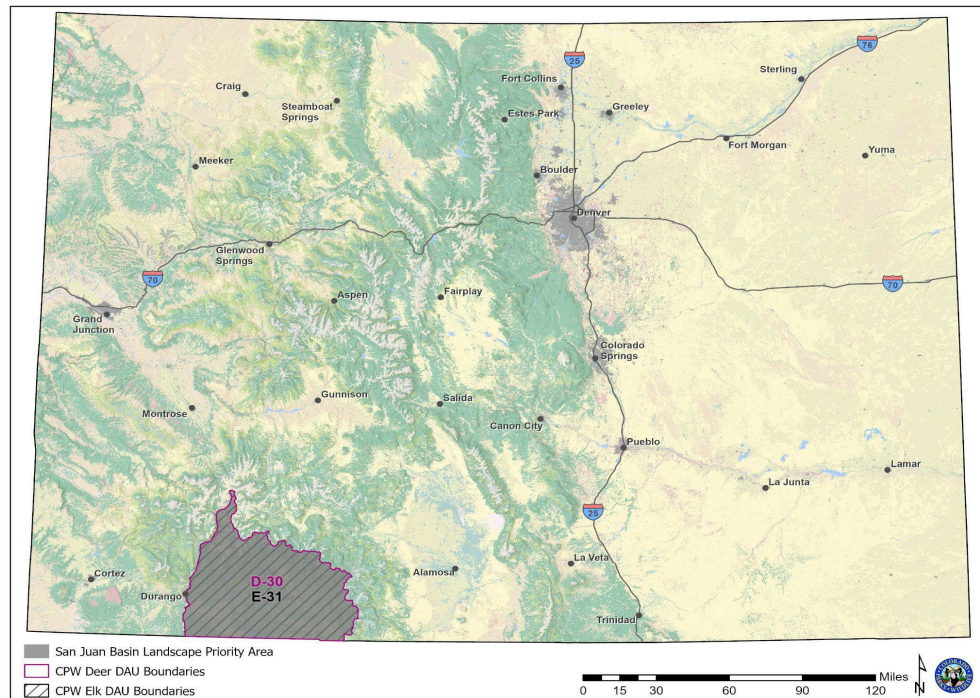 25
76
Fort Collins
Sterling
Craig
Steamboat
Springs
Greeley
Estes Park
Fort Morgan
Yuma
Meeker
Boulder
Denver
Glenwood
Springs
70
70
Aspen
Fairplay
Grand
Junction
Colorado
Springs
Gunnison
Salida
Montrose
Canon City
Pueblo
Lamar
La Junta
25
La Veta
Cortez
D-30
E-31
Alamosa
Durango
Trinidad
San Juan Basin Landscape Priority Area
CPW Deer DAU Boundaries
CPW Elk DAU Boundaries
Miles
0 15 30 60 90 120
N
COLORADO
PARKS
WILDLIFE